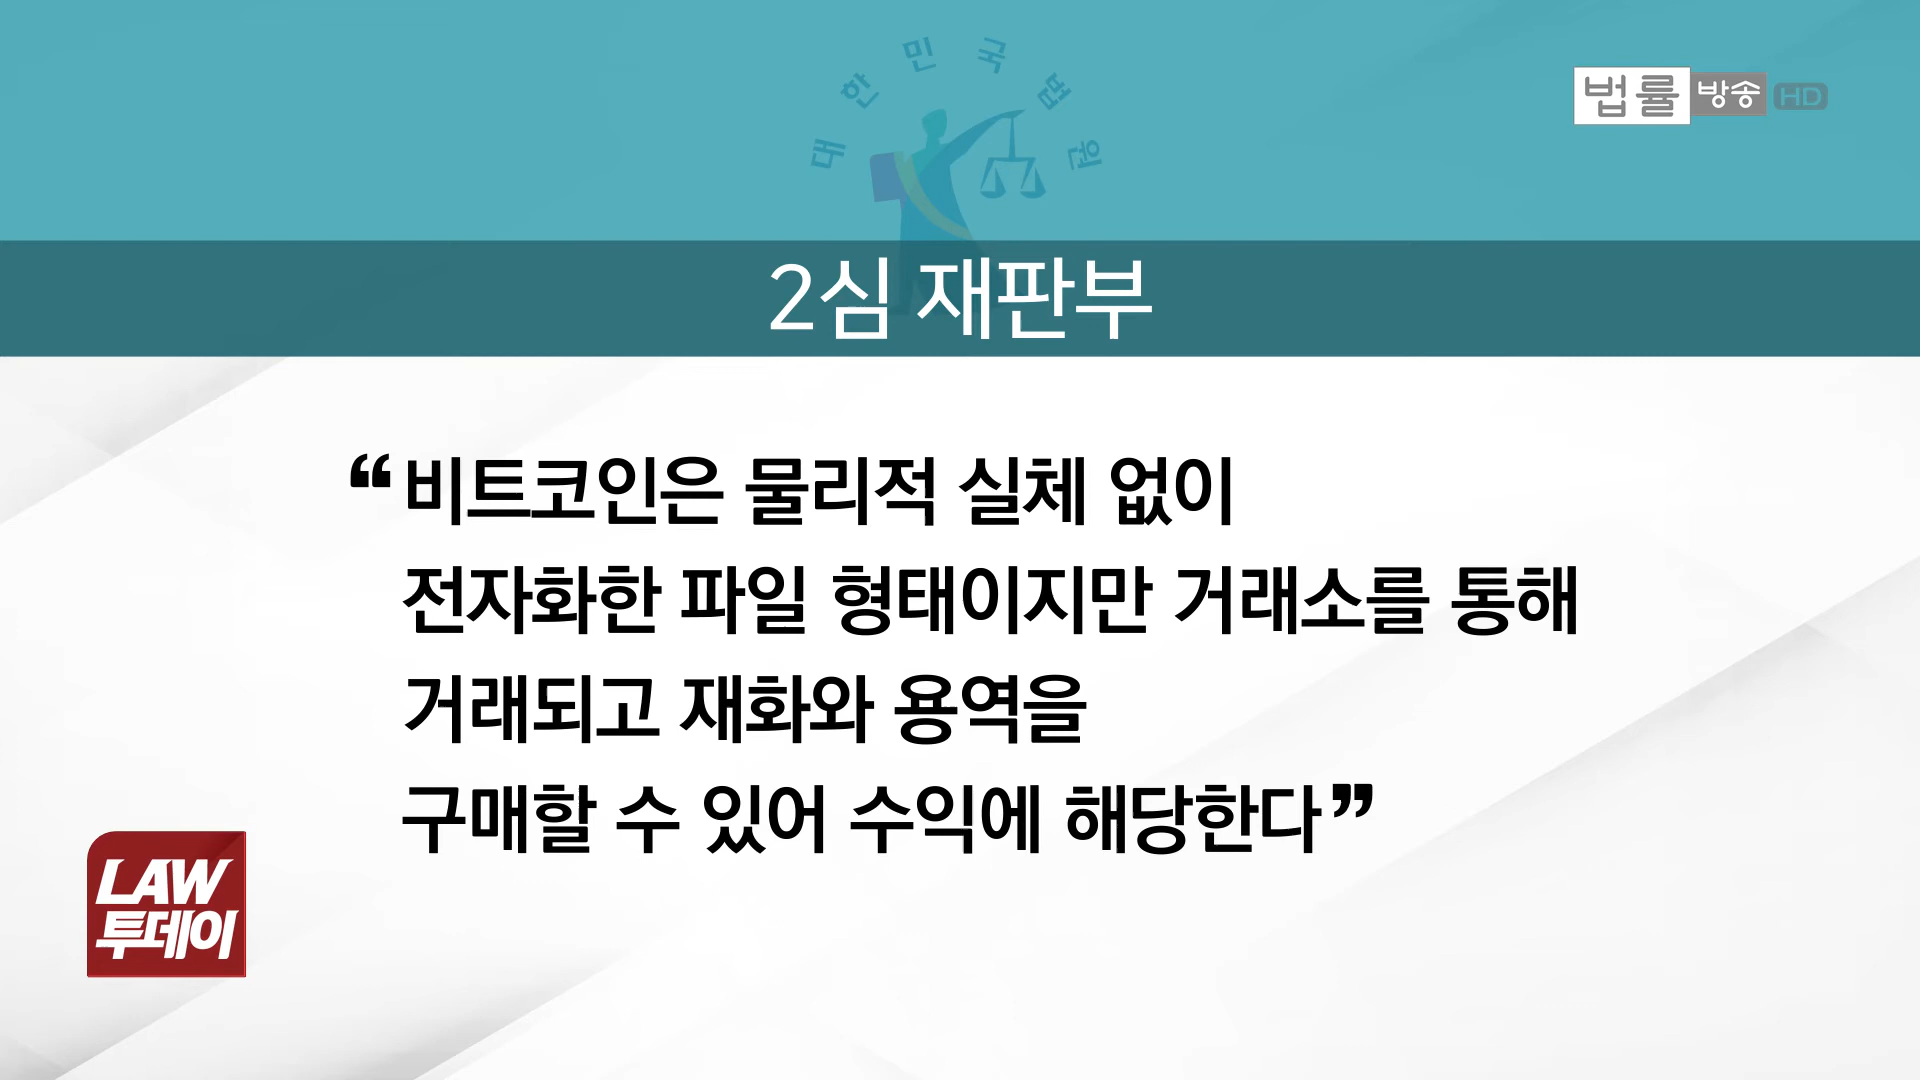 대한민국법원
법률방송 HD
2심 재판부
“비트코인은 물리적 실체 없이
전자화한 파일 형태이지만 거래소를 통해
거래되고 재화와 용역을
구매할 수 있어 수익에 해당한다”
LAW
투데이